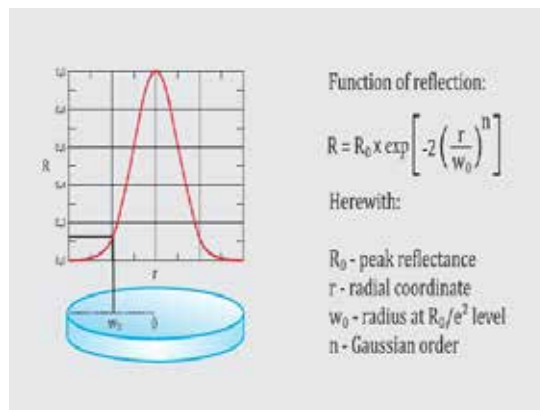 Function of reflection:
R = R₀ x exp[-2(r/w₀)ⁿ]
Herewith:
R₀ - peak reflectance
r - radial coordinate
w₀ - radius at R₀/e² level
n - Gaussian order
R
r
w₀ 0